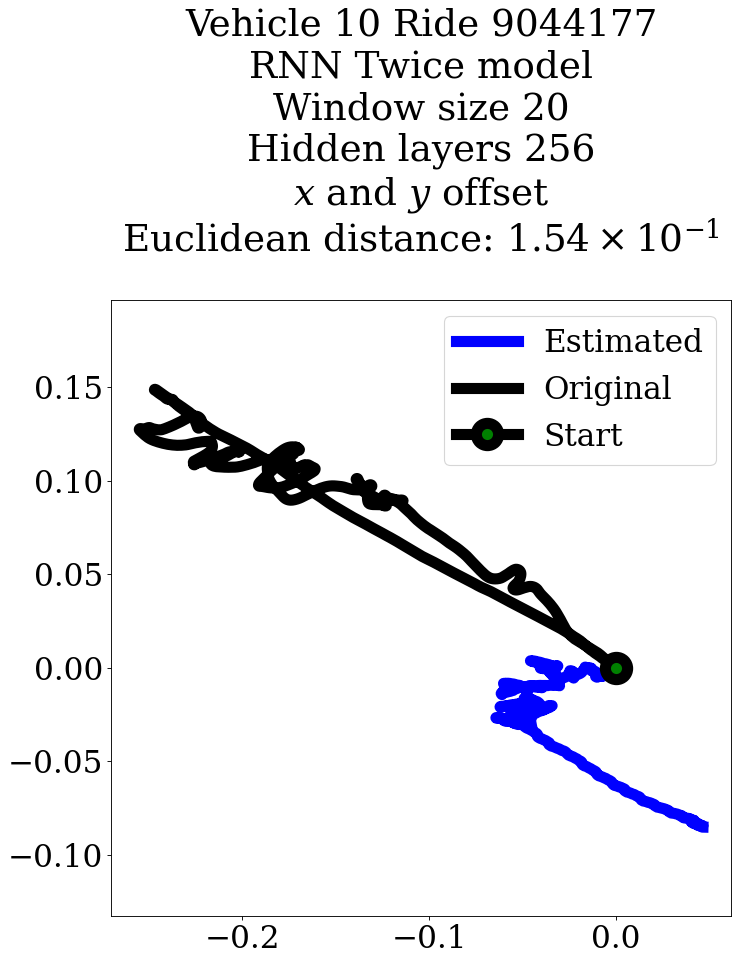 Vehicle 10 Ride 9044177
RNN Twice model
Window size 20
Hidden layers 256
x and y offset
Euclidean distance: 1.54 × 10⁻¹
Estimated
Original
Start
0.15
0.10
0.05
0.00
−0.05
−0.10
−0.2
−0.1
0.0